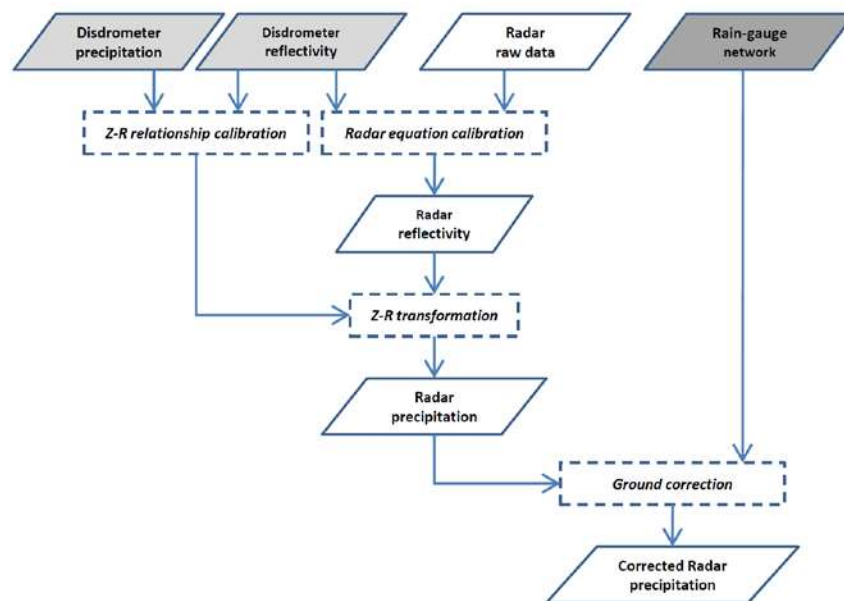 Disdrometer
precipitation
Disdrometer
reflectivity
Radar
raw data
Rain-gauge
network
Z-R relationship calibration
Radar equation calibration
Radar
reflectivity
Z-R transformation
Radar
precipitation
Ground correction
Corrected Radar
precipitation